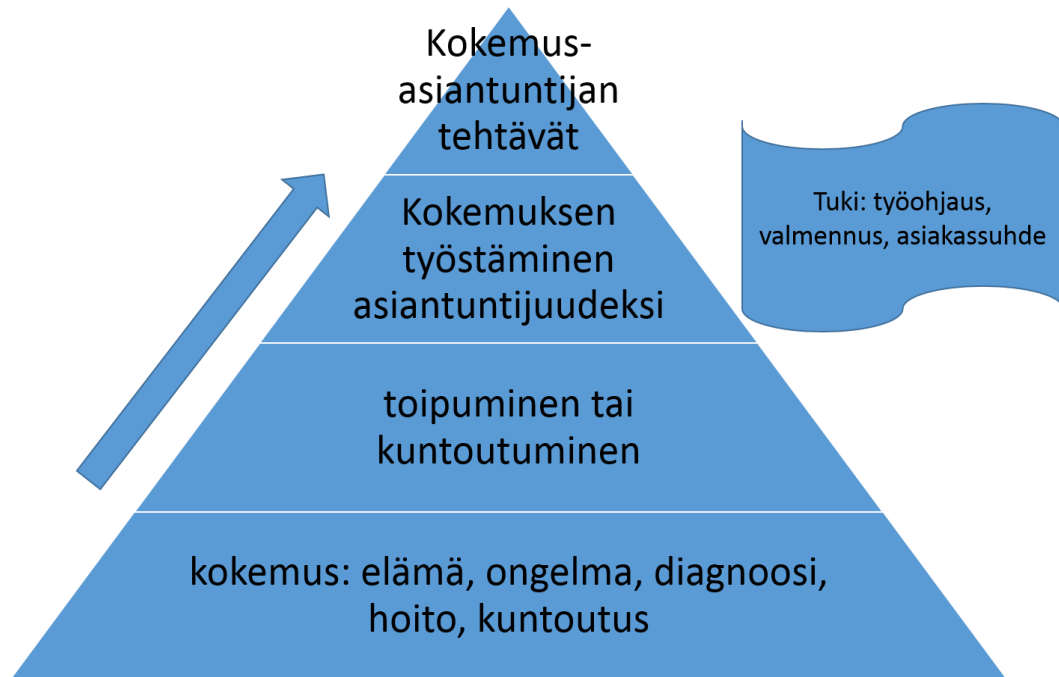 Kokemus-
asiantuntijan
tehtävät
Kokemuksen
työstäminen
asiantuntijuudeksi
Tuki: työohjaus,
valmennus, asiakassuhde
toipuminen tai
kuntoutuminen
kokemus: elämä, ongelma, diagnoosi,
hoito, kuntoutus